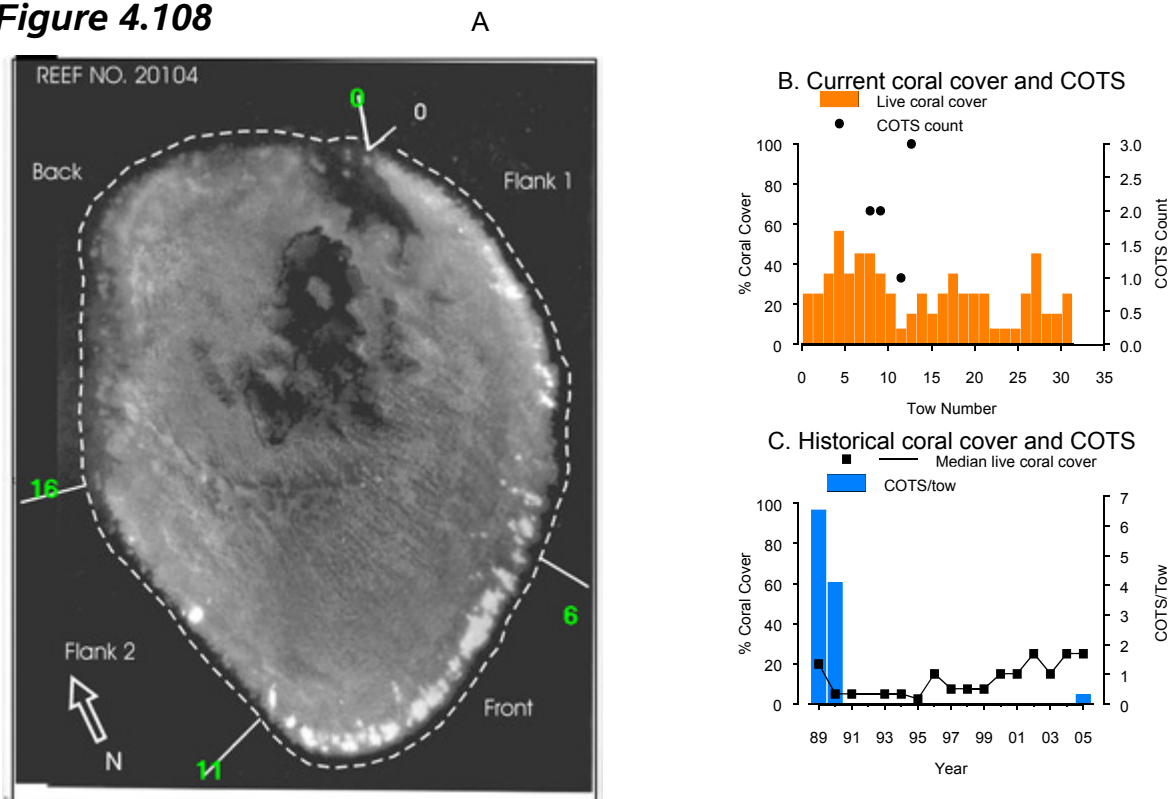 Figure 4.108
A
REEF NO. 20104
0
0
Back
Flank 1
16
6
Flank 2
Front
N
11
B. Current coral cover and COTS
Live coral cover
COTS count
100
80
60
40
20
0
% Coral Cover
3.0
2.5
2.0
1.5
1.0
0.5
0.0
COTS Count
0 5 10 15 20 25 30 35
Tow Number
C. Historical coral cover and COTS
Median live coral cover
COTS/tow
100
80
60
40
20
0
% Coral Cover
7
6
5
4
3
2
1
0
COTS/Tow
89 91 93 95 97 99 01 03 05
Year